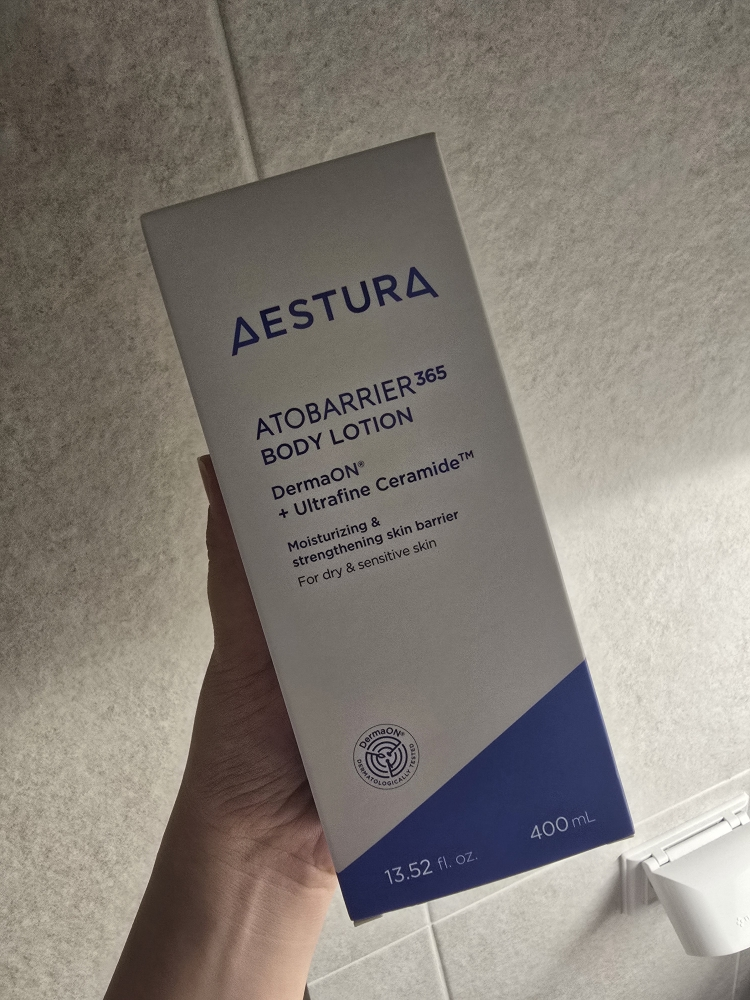 AESTURA
ATOBARRIER³⁶⁵
BODY LOTION
DermaON®
+ Ultrafine Ceramide™
Moisturizing &
strengthening skin barrier
For dry & sensitive skin
DermaON®
DERMATOLOGICALLY TESTED
13.52 fl. oz. 400 mL